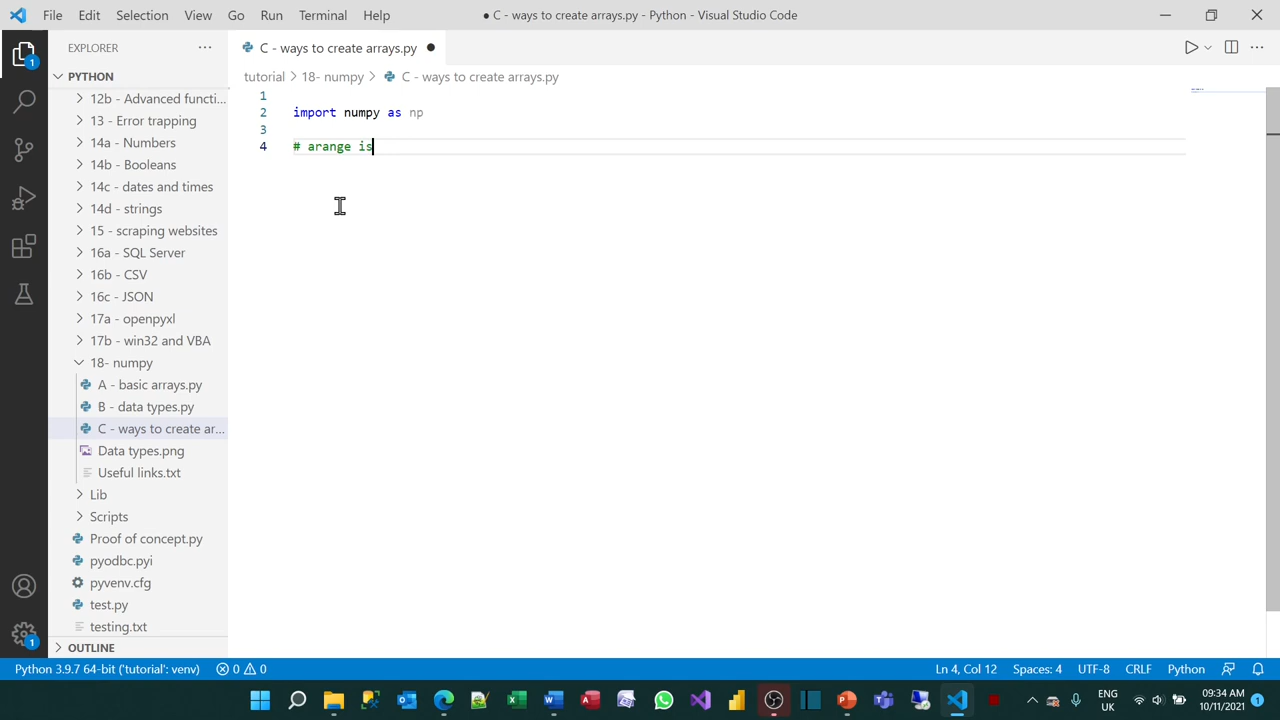 File Edit Selection View Go Run Terminal Help
● C - ways to create arrays.py - Python - Visual Studio Code
EXPLORER
PYTHON
12b - Advanced functi...
13 - Error trapping
14a - Numbers
14b - Booleans
14c - dates and times
14d - strings
15 - scraping websites
16a - SQL Server
16b - CSV
16c - JSON
17a - openpyxl
17b - win32 and VBA
18- numpy
A - basic arrays.py
B - data types.py
C - ways to create ar...
Data types.png
Useful links.txt
Lib
Scripts
Proof of concept.py
pyodbc.pyi
pyvenv.cfg
test.py
testing.txt
OUTLINE
C - ways to create arrays.py
tutorial > 18- numpy > C - ways to create arrays.py
1
2 import numpy as np
3
4 # arange is
1
1
Python 3.9.7 64-bit ('tutorial': venv) 0 0 Ln 4, Col 12 Spaces: 4 UTF-8 CRLF Python
ENG
UK
09:34 AM
10/11/2021
1